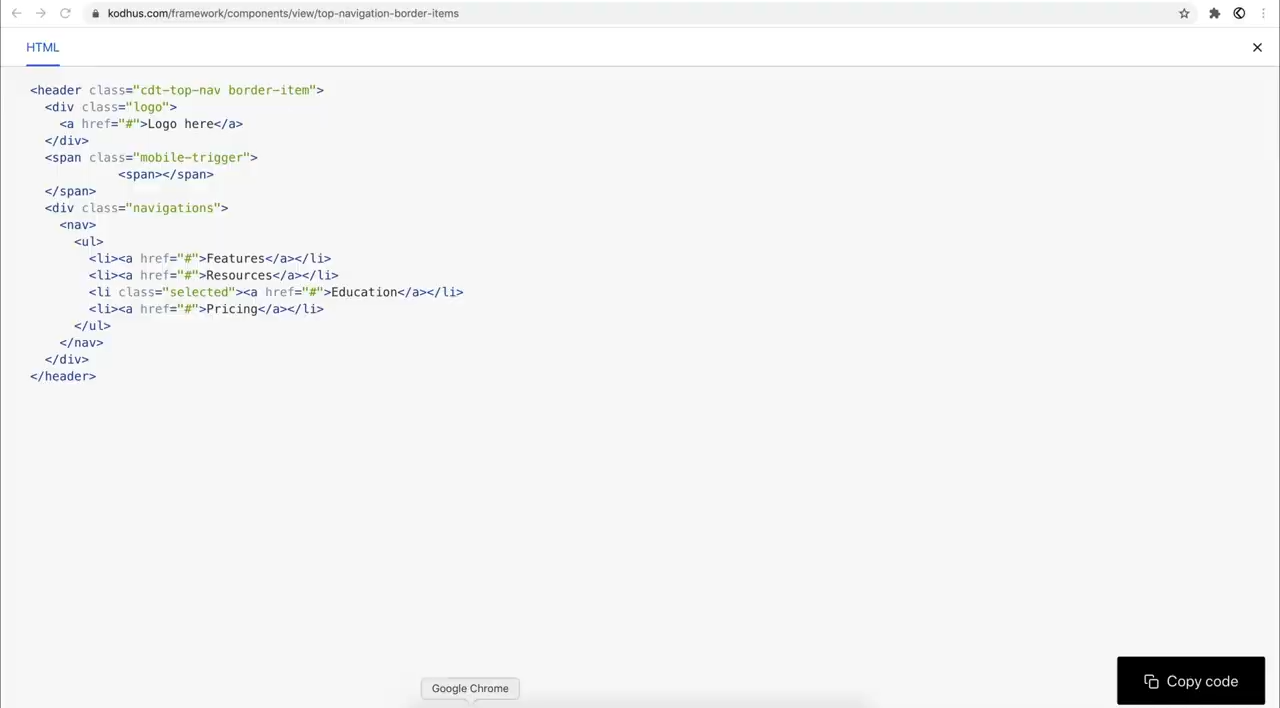 kodhus.com/framework/components/view/top-navigation-border-items
HTML
<header class="cdt-top-nav border-item">
  <div class="logo">
    <a href="#">Logo here</a>
  </div>
  <span class="mobile-trigger">
            <span></span>
  </span>
  <div class="navigations">
    <nav>
      <ul>
        <li><a href="#">Features</a></li>
        <li><a href="#">Resources</a></li>
        <li class="selected"><a href="#">Education</a></li>
        <li><a href="#">Pricing</a></li>
      </ul>
    </nav>
  </div>
</header>
Copy code
Google Chrome